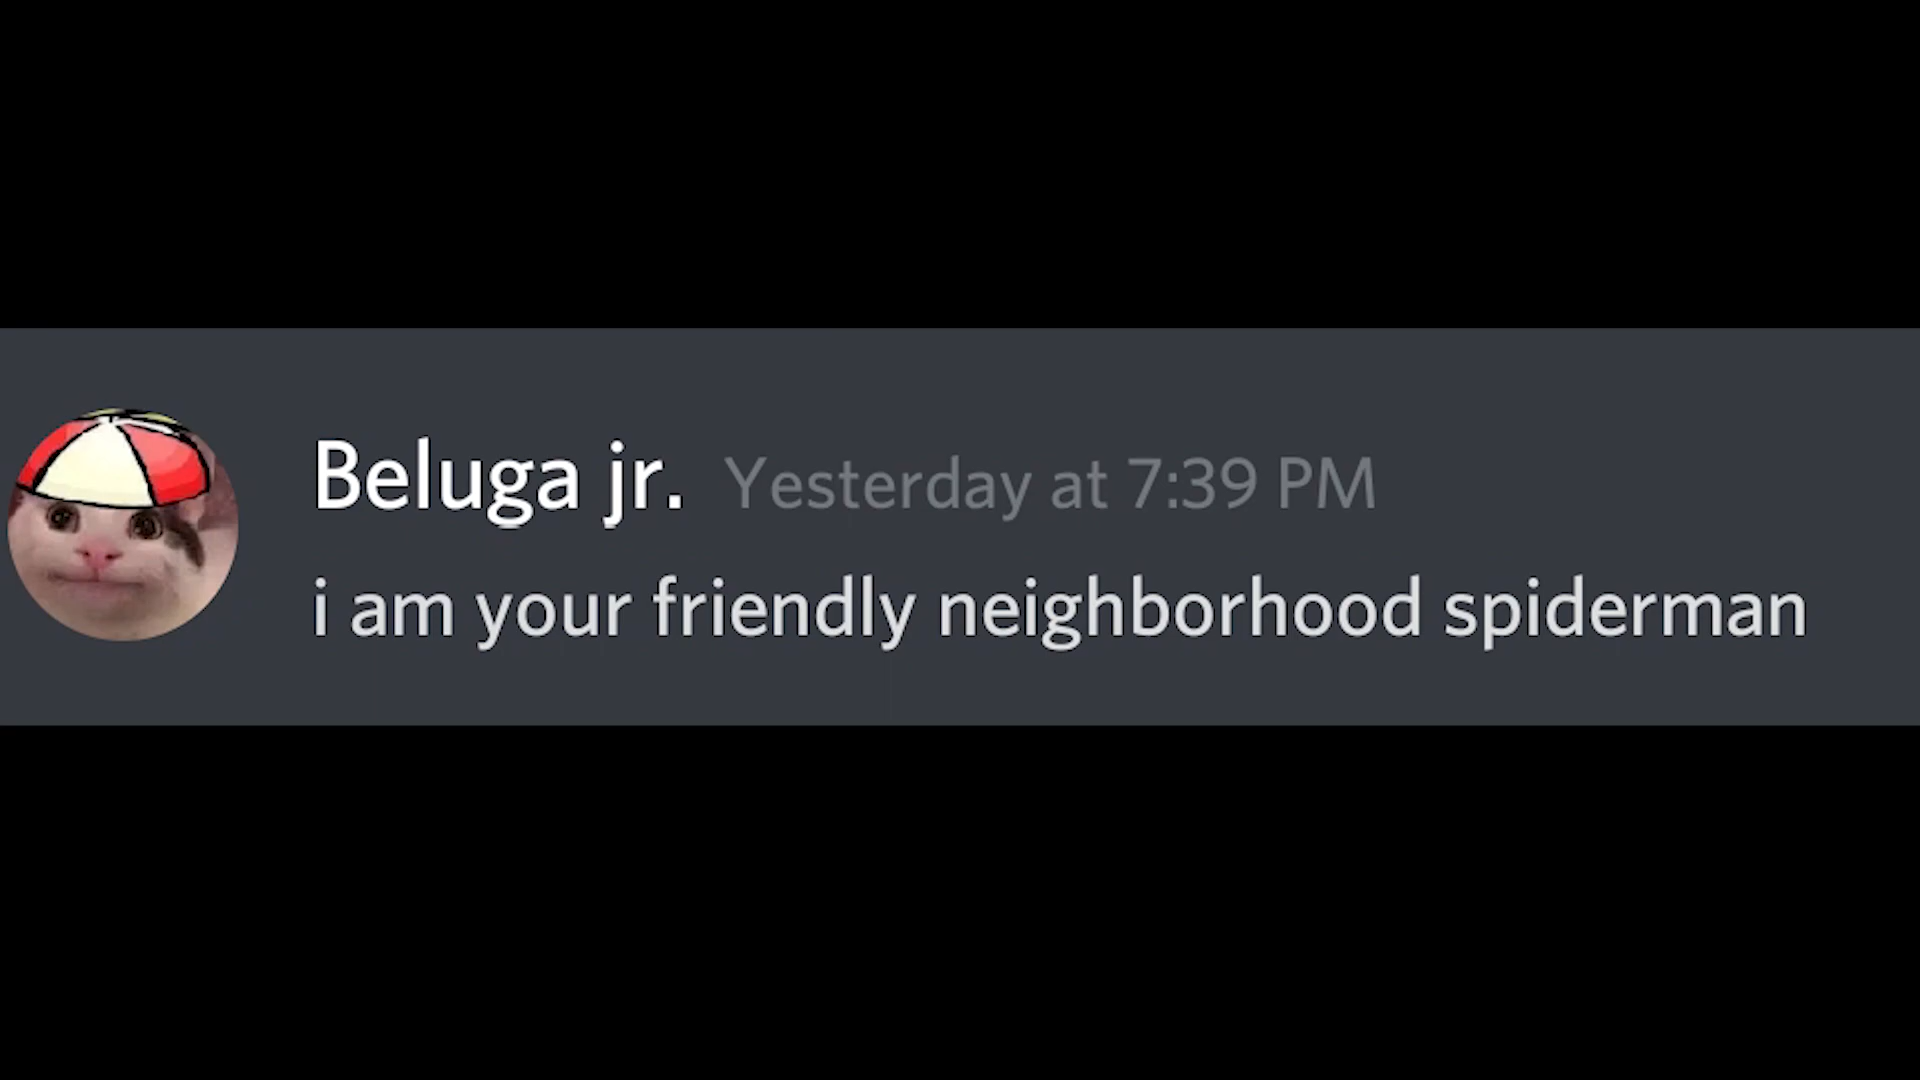 Beluga jr. Yesterday at 7:39 PM
i am your friendly neighborhood spiderman